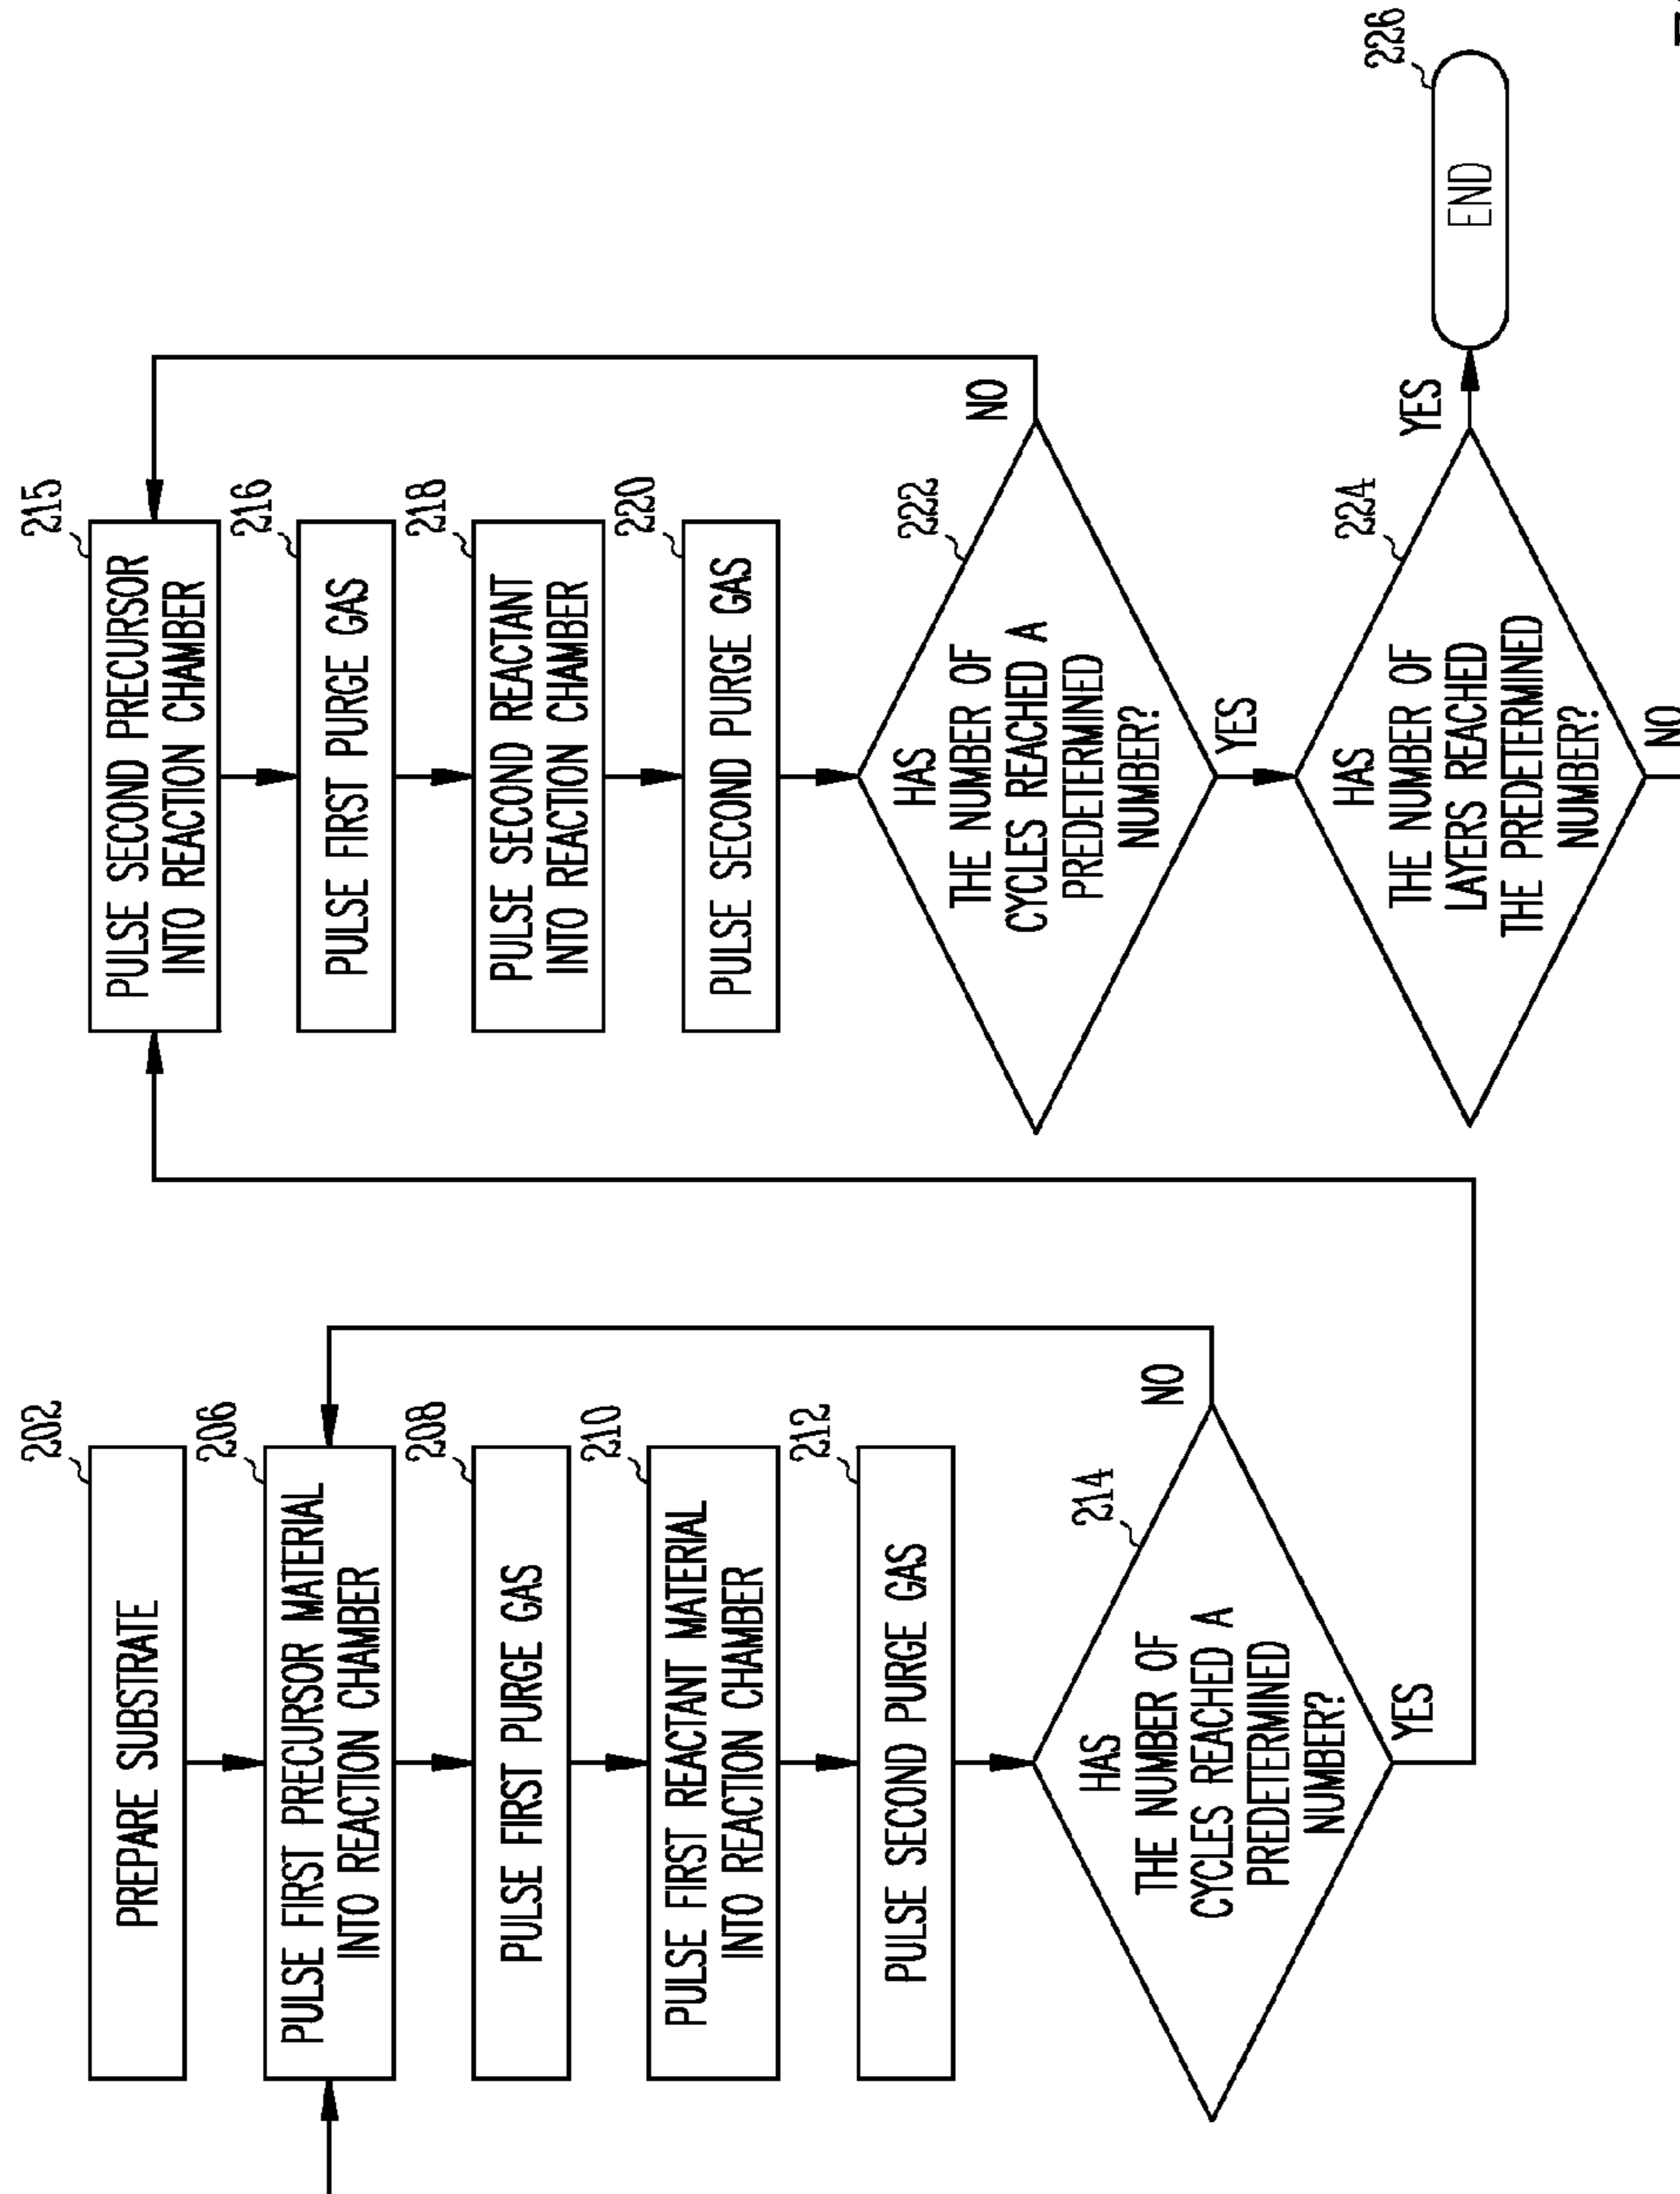 202
PREPARE SUBSTRATE
206
PULSE FIRST PRECURSOR MATERIAL
INTO REACTION CHAMBER
208
PULSE FIRST PURGE GAS
210
PULSE FIRST REACTANT MATERIAL
INTO REACTION CHAMBER
212
PULSE SECOND PURGE GAS
214
HAS
THE NUMBER OF
CYCLES REACHED A
PREDETERMINED
NUMBER?
NO
YES
215
PULSE SECOND PRECURSOR
INTO REACTION CHAMBER
216
PULSE FIRST PURGE GAS
218
PULSE SECOND REACTANT
INTO REACTION CHAMBER
220
PULSE SECOND PURGE GAS
222
HAS
THE NUMBER OF
CYCLES REACHED A
PREDETERMINED
NUMBER?
NO
YES
224
HAS
THE NUMBER OF
LAYERS REACHED
THE PREDETERMINED
NUMBER?
YES
NO
226
END